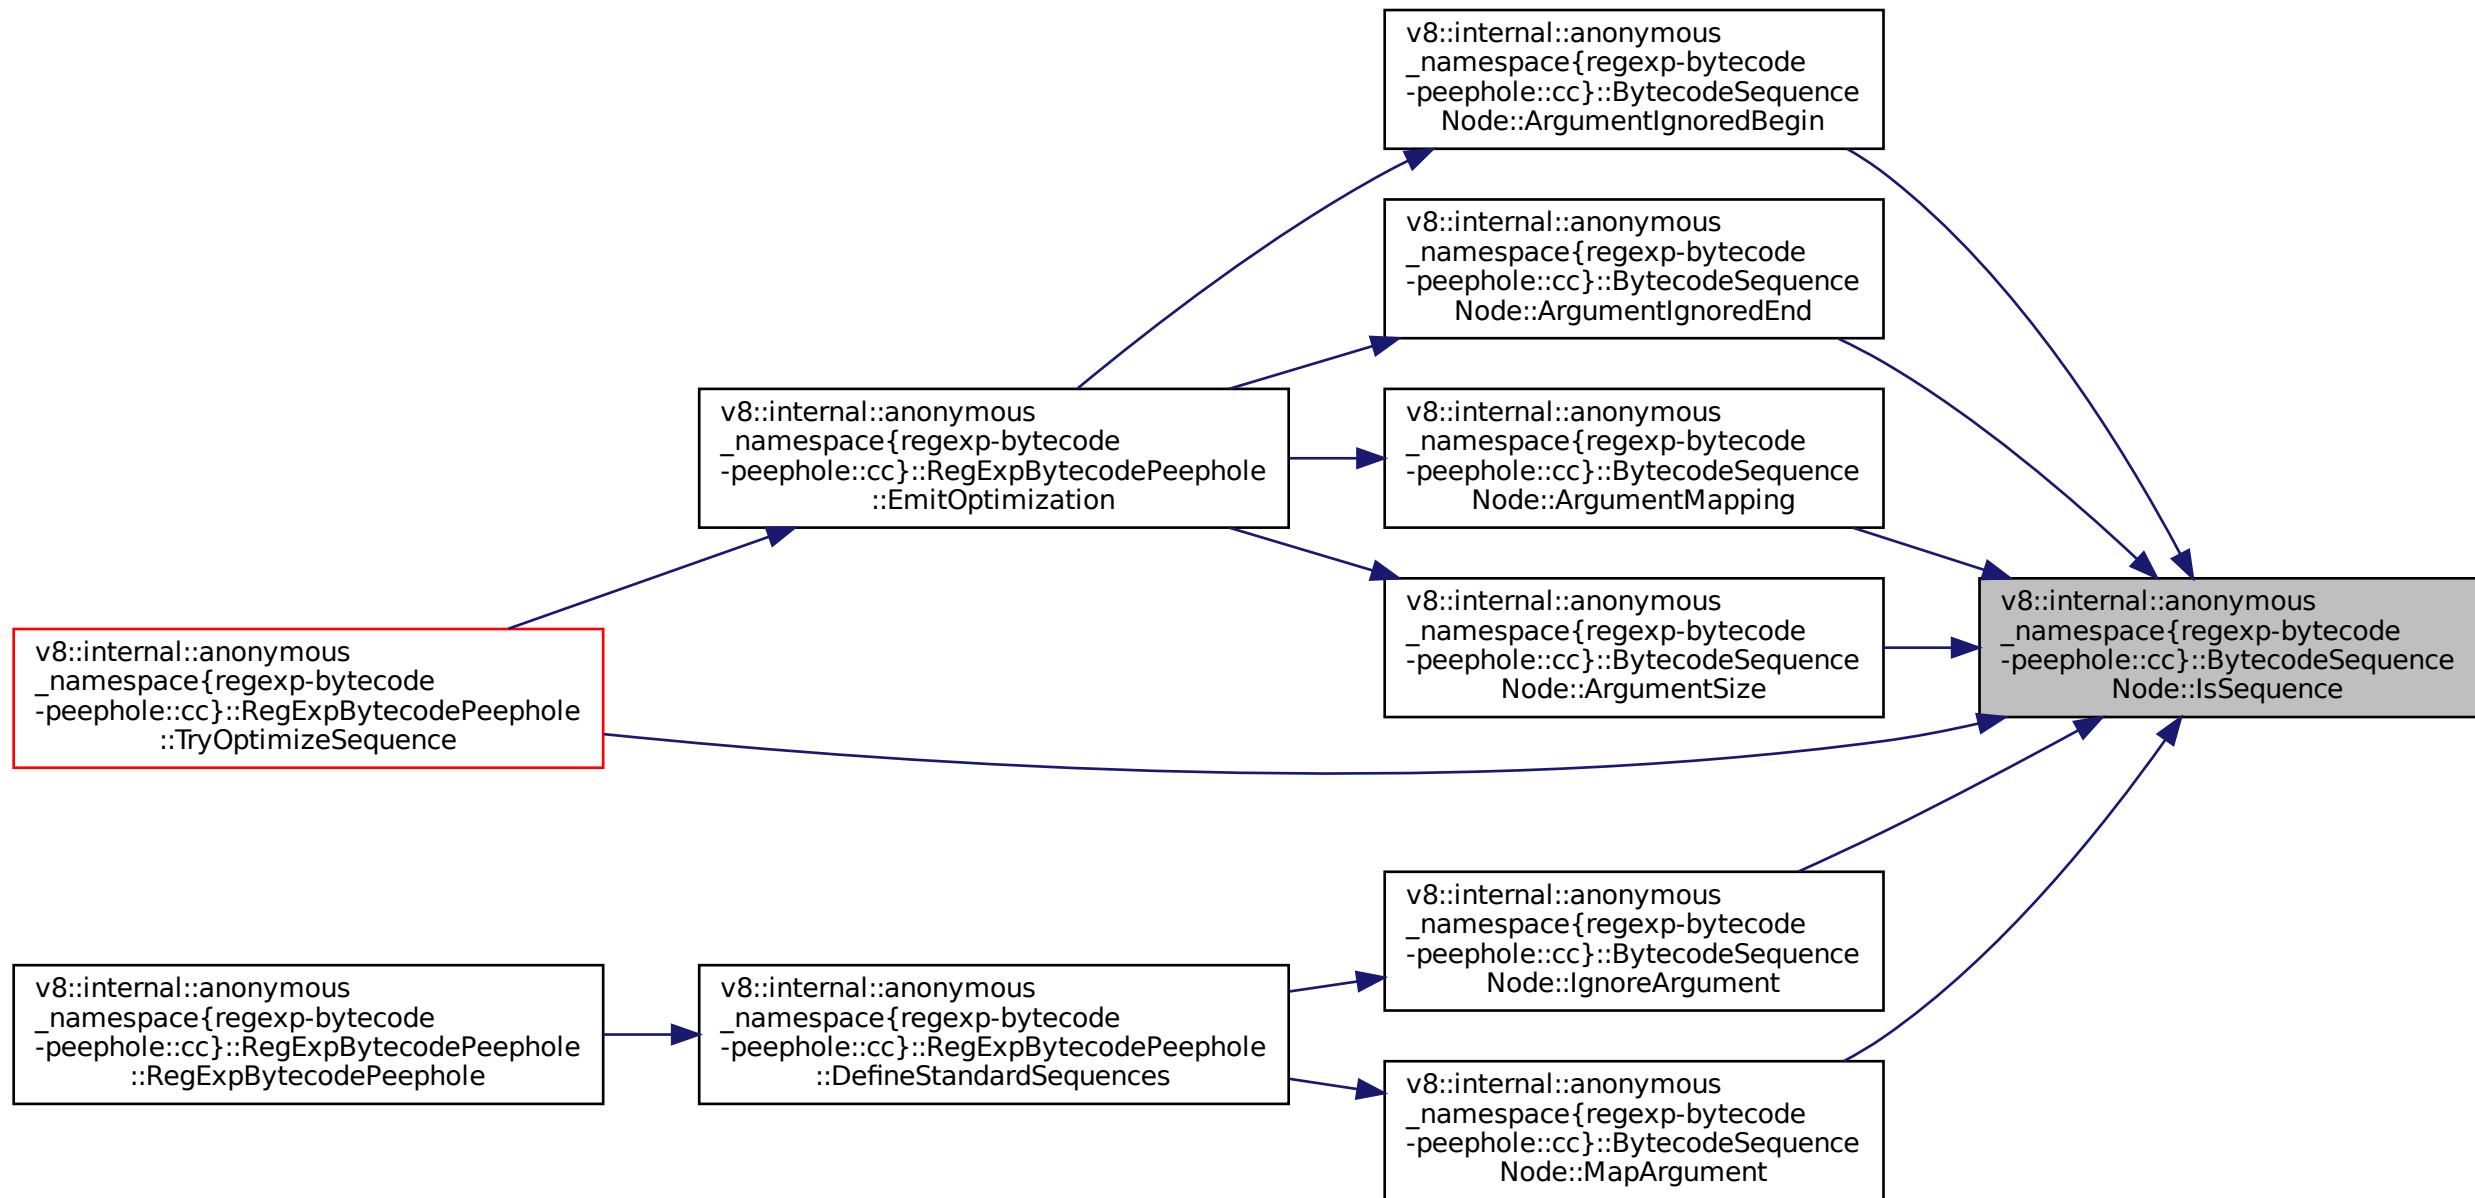 v8::internal::anonymous
_namespace{regexp-bytecode
-peephole::cc}::BytecodeSequence
Node::ArgumentIgnoredBegin
v8::internal::anonymous
_namespace{regexp-bytecode
-peephole::cc}::BytecodeSequence
Node::ArgumentIgnoredEnd
v8::internal::anonymous
_namespace{regexp-bytecode
-peephole::cc}::RegExpBytecodePeephole
::EmitOptimization
v8::internal::anonymous
_namespace{regexp-bytecode
-peephole::cc}::BytecodeSequence
Node::ArgumentMapping
v8::internal::anonymous
_namespace{regexp-bytecode
-peephole::cc}::BytecodeSequence
Node::ArgumentSize
v8::internal::anonymous
_namespace{regexp-bytecode
-peephole::cc}::BytecodeSequence
Node::IsSequence
v8::internal::anonymous
_namespace{regexp-bytecode
-peephole::cc}::RegExpBytecodePeephole
::TryOptimizeSequence
v8::internal::anonymous
_namespace{regexp-bytecode
-peephole::cc}::BytecodeSequence
Node::IgnoreArgument
v8::internal::anonymous
_namespace{regexp-bytecode
-peephole::cc}::RegExpBytecodePeephole
::RegExpBytecodePeephole
v8::internal::anonymous
_namespace{regexp-bytecode
-peephole::cc}::RegExpBytecodePeephole
::DefineStandardSequences
v8::internal::anonymous
_namespace{regexp-bytecode
-peephole::cc}::BytecodeSequence
Node::MapArgument